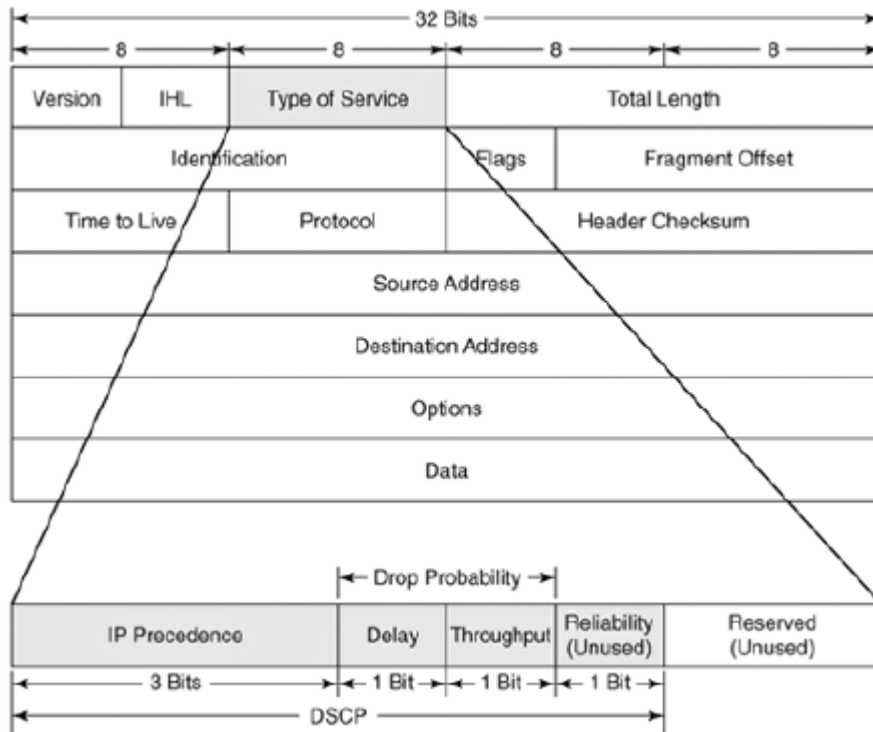 32 Bits
8 8 8 8
Version IHL Type of Service Total Length
Identification Flags Fragment Offset
Time to Live Protocol Header Checksum
Source Address
Destination Address
Options
Data
Drop Probability
IP Precedence Delay Throughput Reliability (Unused) Reserved (Unused)
3 Bits 1 Bit 1 Bit 1 Bit
DSCP